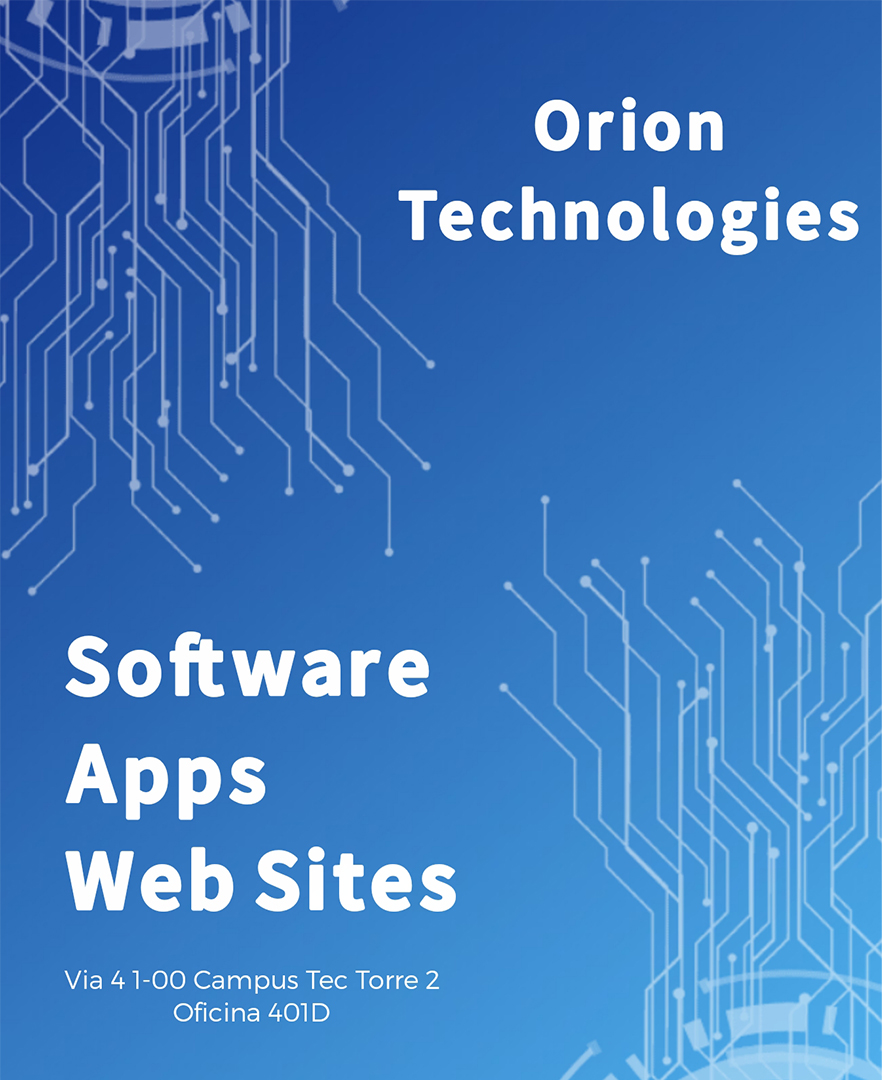 Orion
Technologies
Software
Apps
Web Sites
Via 4 1-00 Campus Tec Torre 2
Oficina 401D